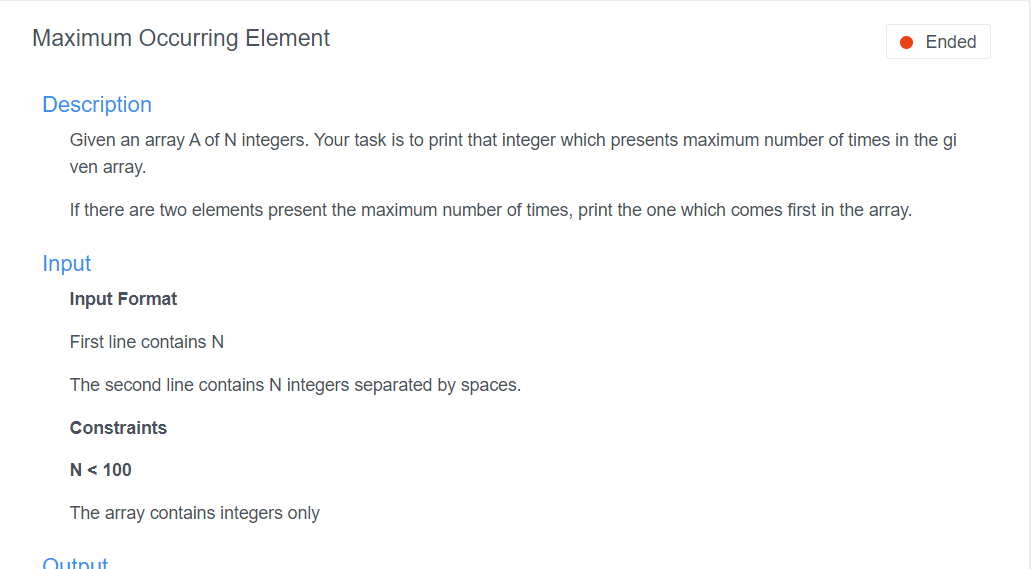 Maximum Occurring Element
Ended
Description
Given an array A of N integers. Your task is to print that integer which presents maximum number of times in the gi
ven array.
If there are two elements present the maximum number of times, print the one which comes first in the array.
Input
Input Format
First line contains N
The second line contains N integers separated by spaces.
Constraints
N < 100
The array contains integers only
Output